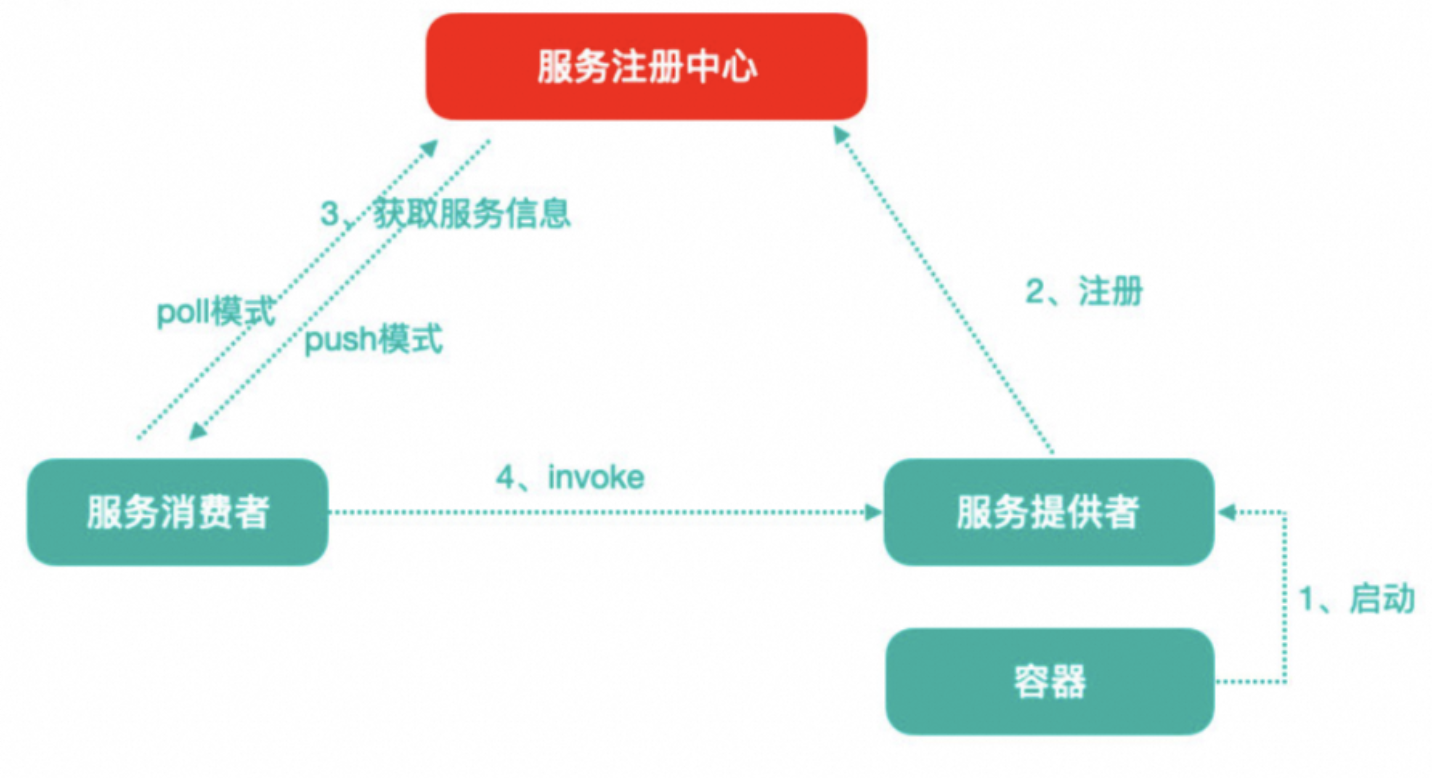 服务注册中心
3、获取服务信息
2、注册
poll模式
push模式
4、invoke
服务消费者
服务提供者
1、启动
容器